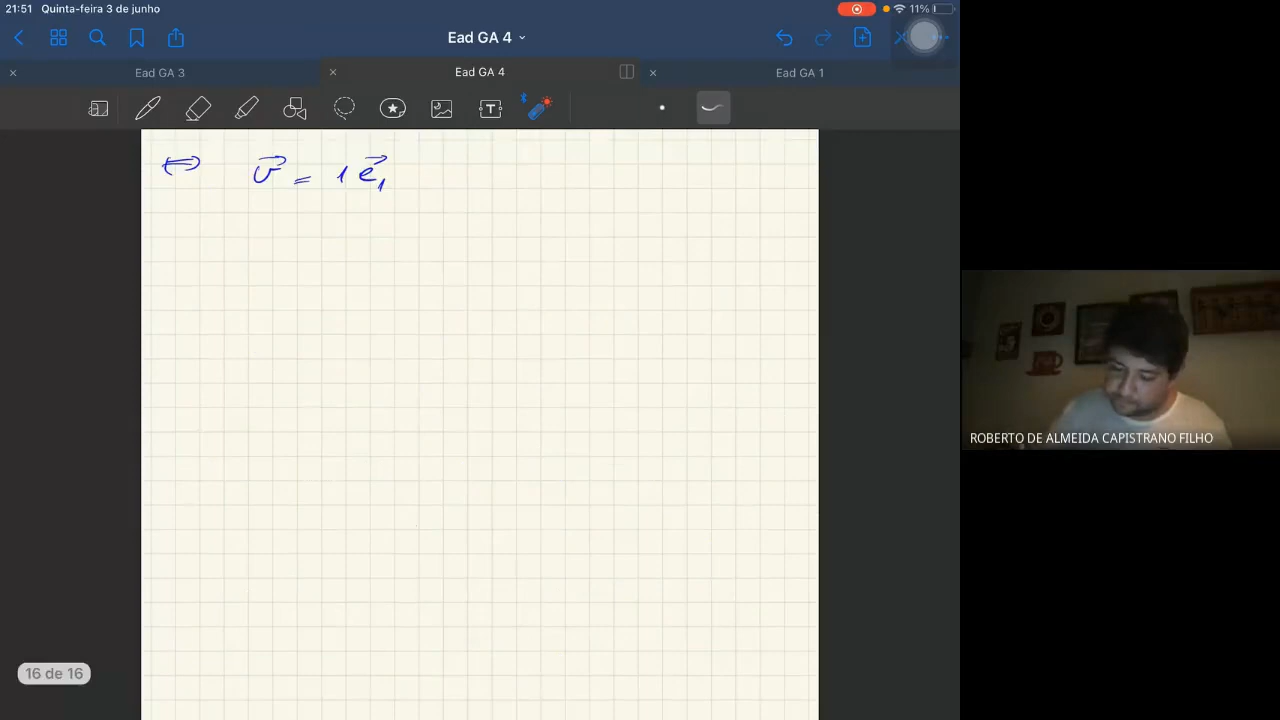 21:51 Quinta-feira 3 de junho 11%
Ead GA 4
Ead GA 3 Ead GA 4 Ead GA 1
T
⟺ v⃗ = 1 e⃗₁
ROBERTO DE ALMEIDA CAPISTRANO FILHO
16 de 16